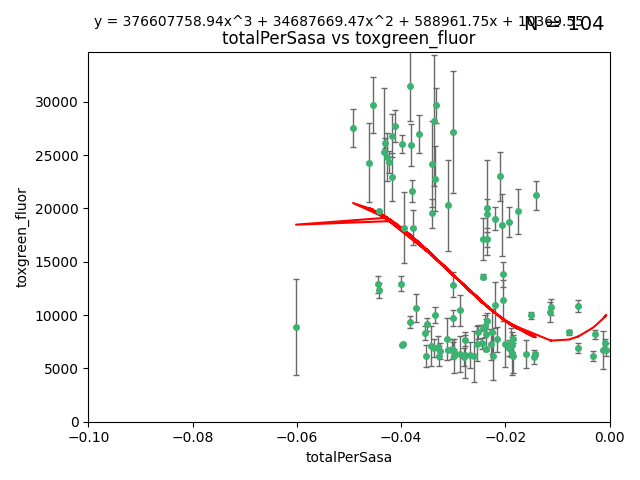 y = 376607758.94x^3 + 34687669.47x^2 + 588961.75x +
N = 104
totalPerSasa vs toxgreen_fluor
30000
25000
20000
15000
10000
5000
0
toxgreen_fluor
−0.10 −0.08 −0.06 −0.04 −0.02 0.00
totalPerSasa